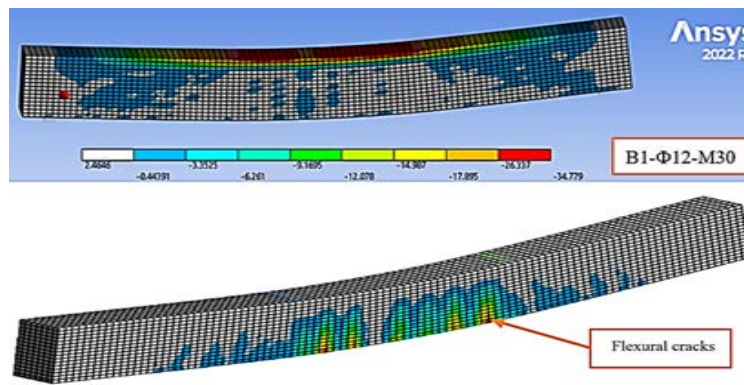 Ansys
2022 R
2.4646 -3.3525 -9.1695 -14.987 -26.337
-0.44391 -6.261 -12.078 -17.895 -34.779
B1-Φ12-M30
Flexural cracks